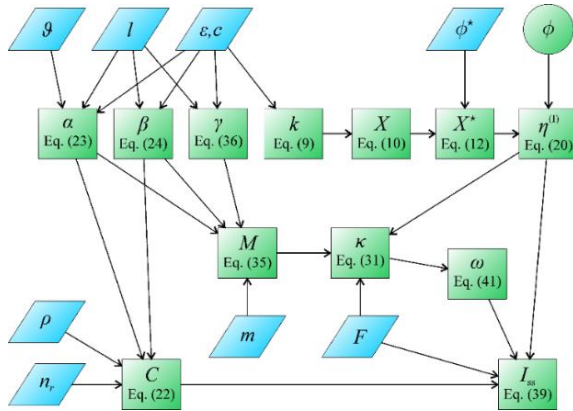 ϑ
l
ε,c
ϕ*
ϕ
α
Eq. (23)
β
Eq. (24)
γ
Eq. (36)
k
Eq. (9)
X
Eq. (10)
X*
Eq. (12)
η(1)
Eq. (20)
M
Eq. (35)
κ
Eq. (31)
ω
Eq. (41)
ρ
m
F
nr
C
Eq. (22)
Iss
Eq. (39)